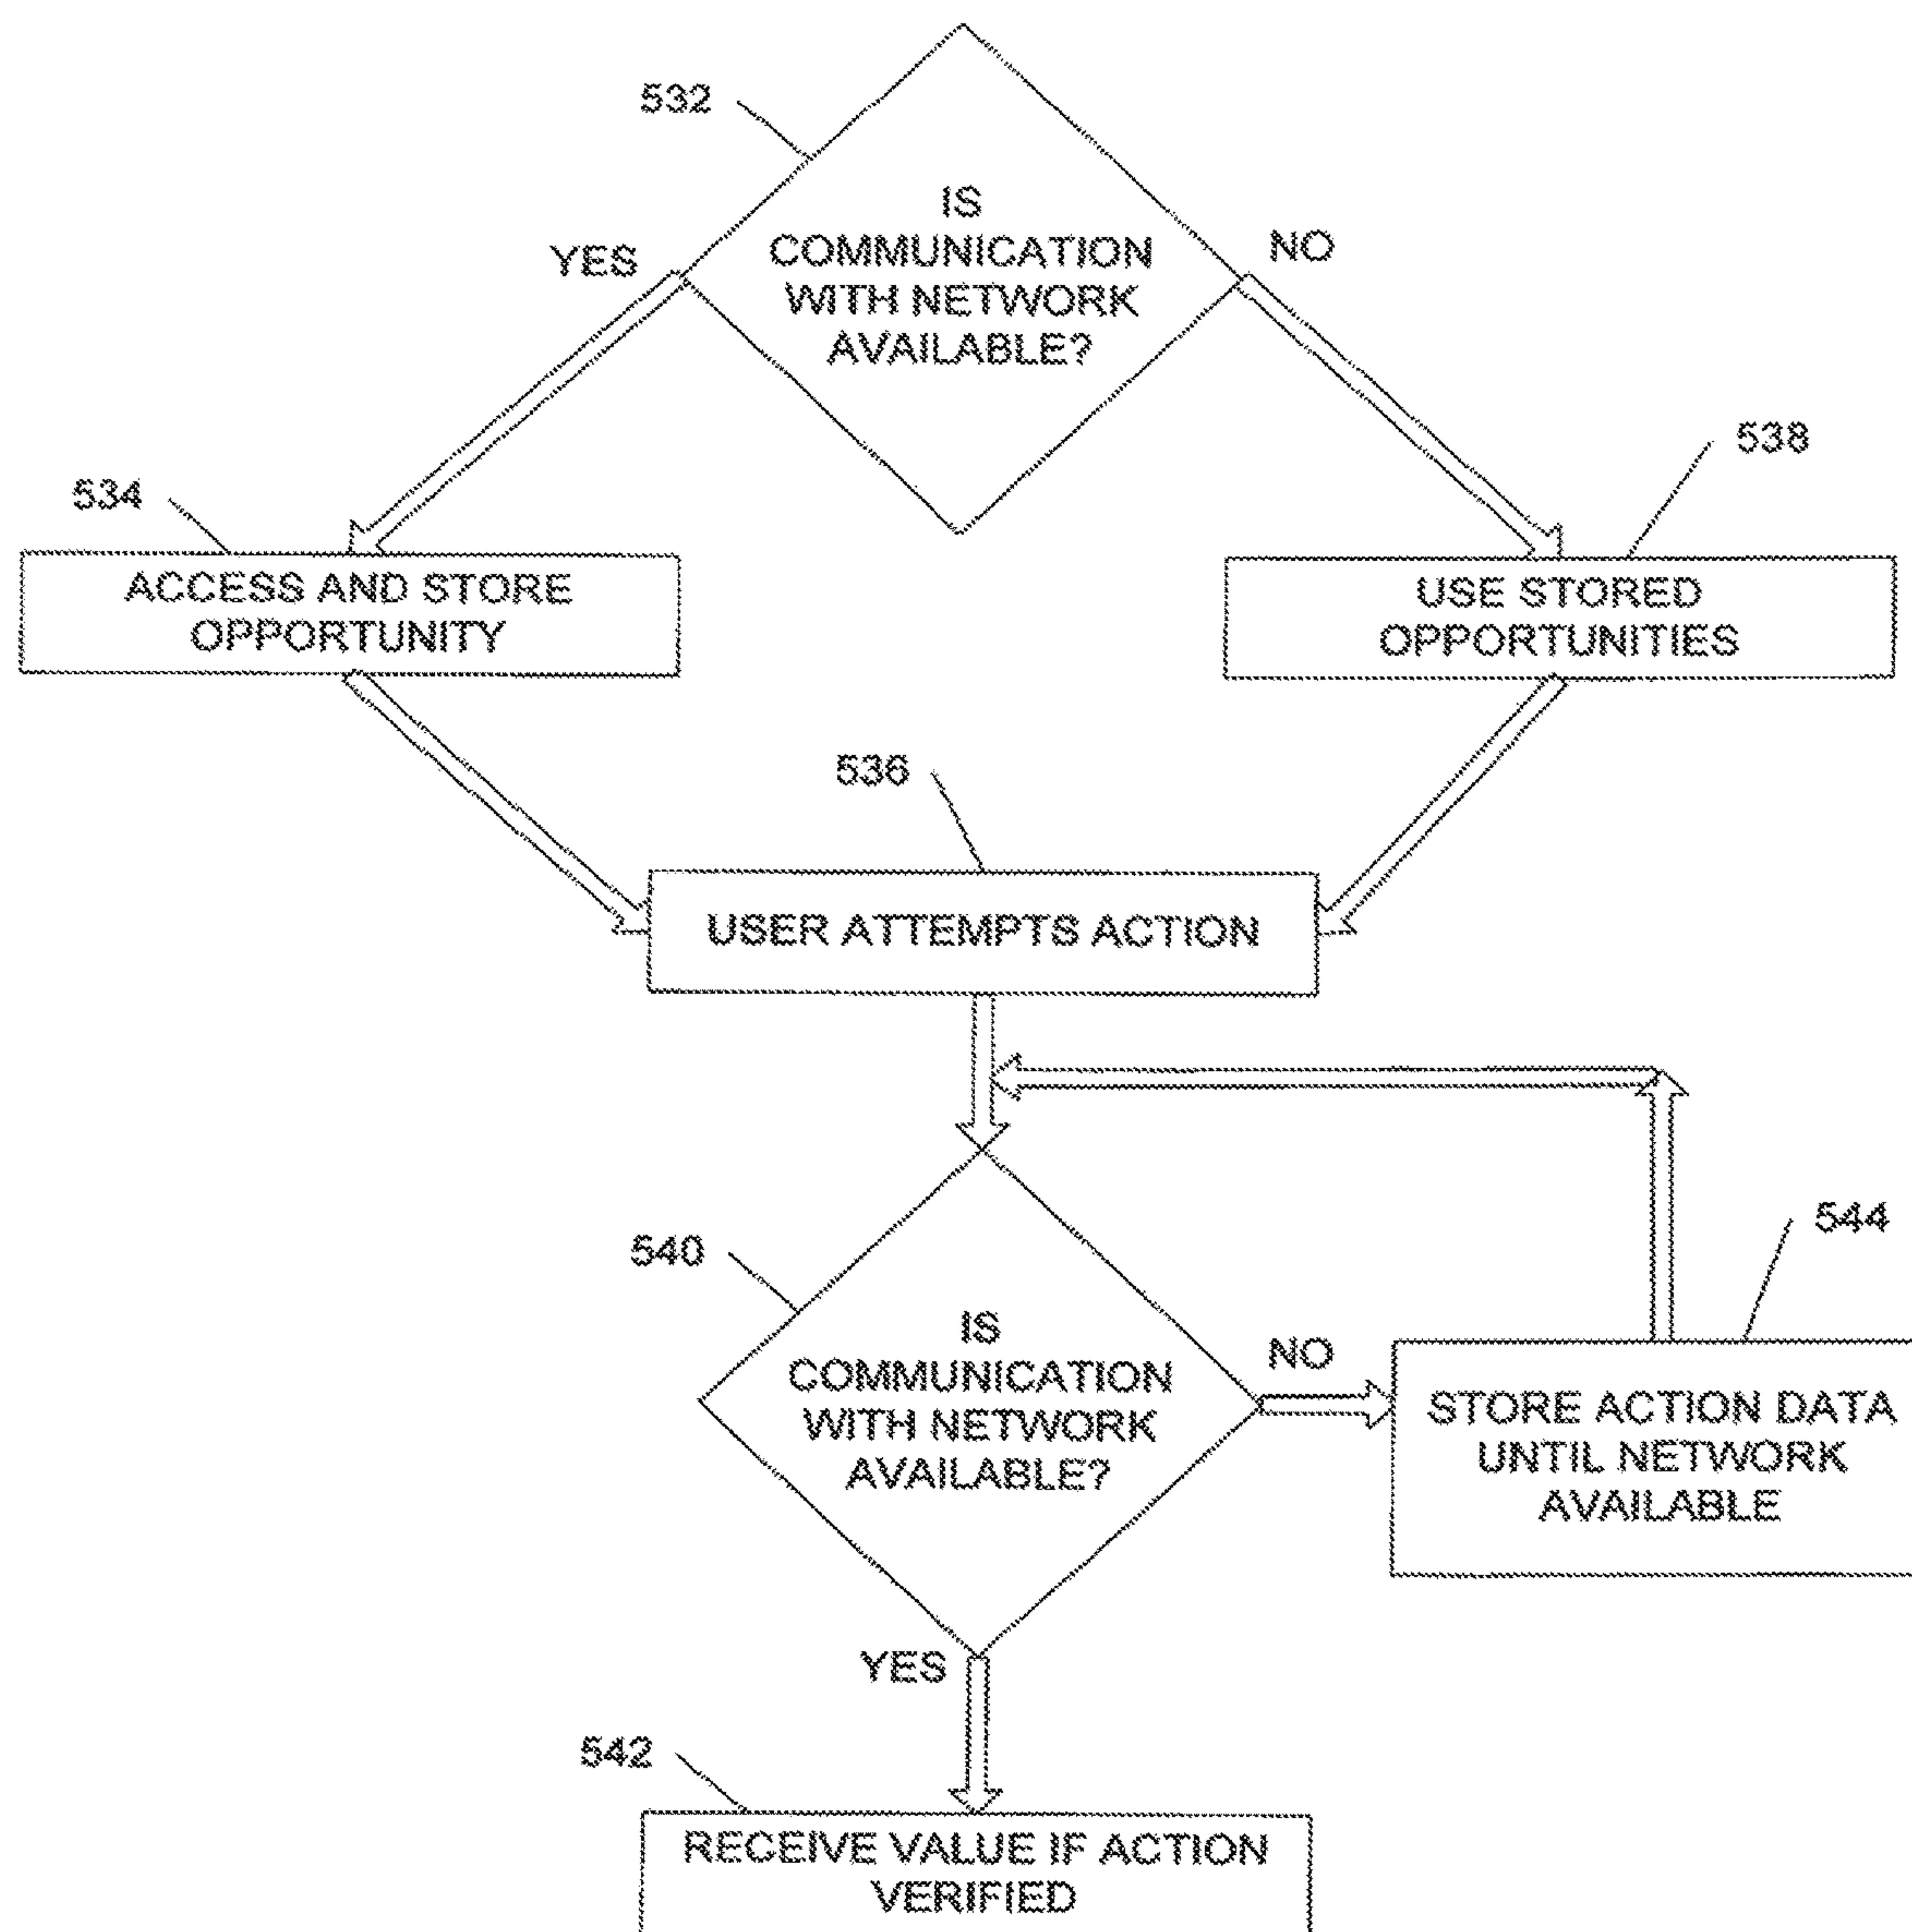 532
IS
COMMUNICATION
WITH NETWORK
AVAILABLE?
YES
NO
534
538
ACCESS AND STORE
OPPORTUNITY
USE STORED
OPPORTUNITIES
536
USER ATTEMPTS ACTION
540
544
IS
COMMUNICATION
WITH NETWORK
AVAILABLE?
NO
STORE ACTION DATA
UNTIL NETWORK
AVAILABLE
YES
542
RECEIVE VALUE IF ACTION
VERIFIED